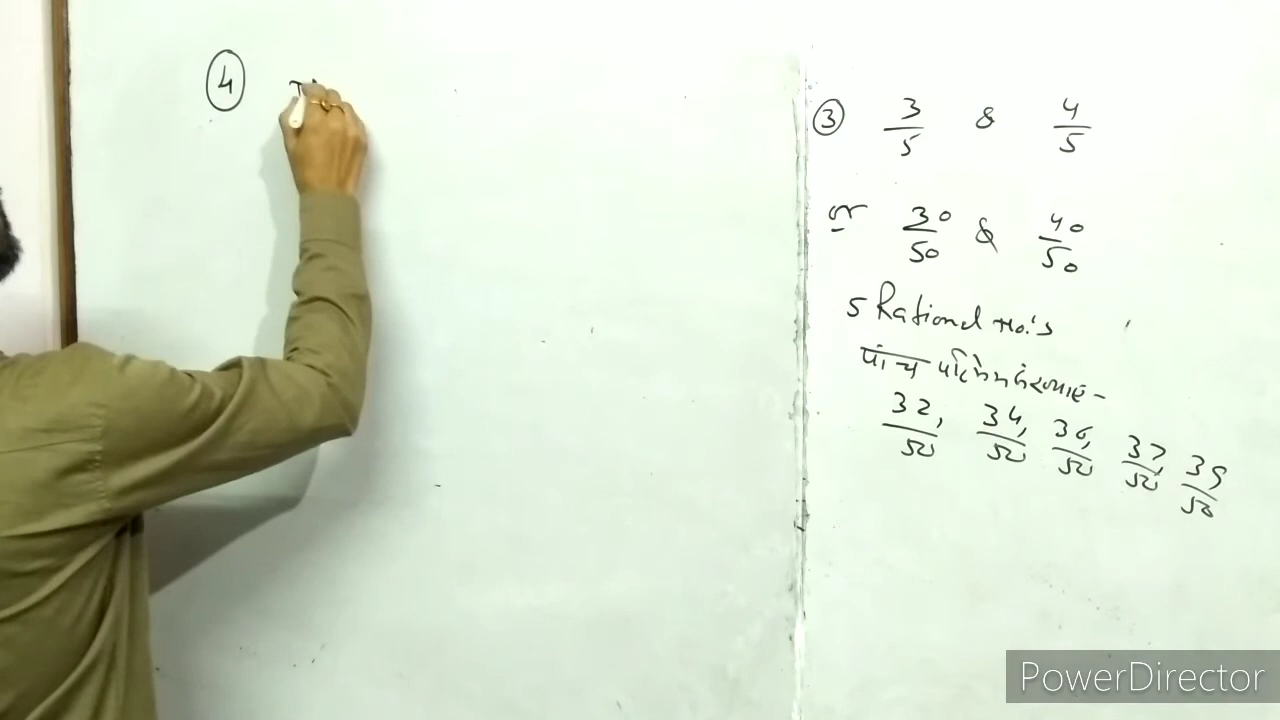 ④ T
③ 3/5 & 4/5
or 30/50 & 40/50
5 Rational no.'s
पांच परिमेय संख्याएं -
32/50, 34/50, 36/50, 37/50, 39/50
PowerDirector